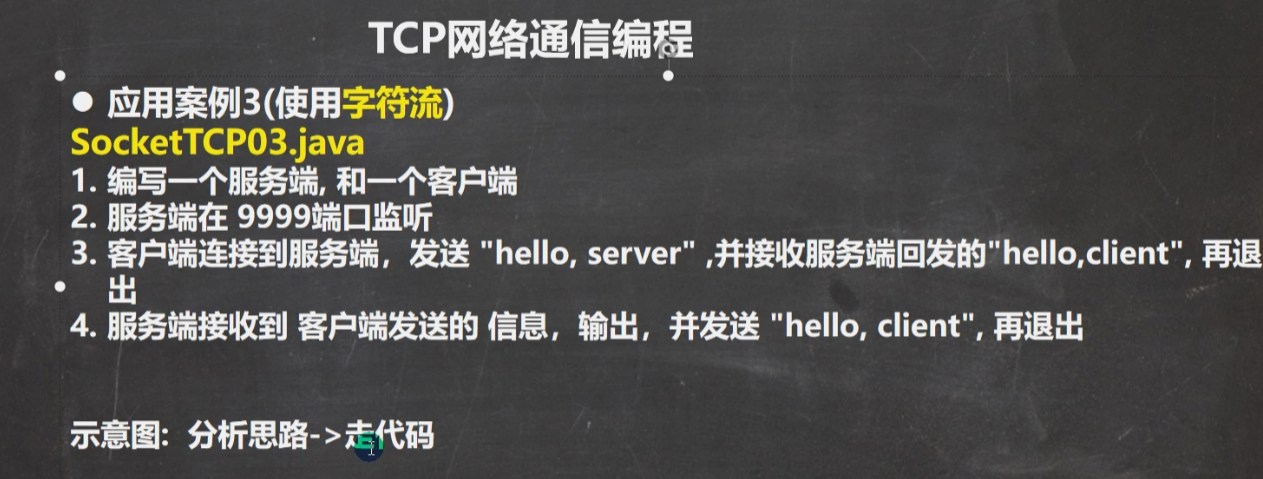 TCP网络通信编程
● 应用案例3(使用字符流)
SocketTCP03.java
1. 编写一个服务端, 和一个客户端
2. 服务端在 9999端口监听
3. 客户端连接到服务端，发送 "hello, server" ,并接收服务端回发的"hello,client", 再退
出
4. 服务端接收到 客户端发送的 信息，输出，并发送 "hello, client", 再退出
示意图：分析思路->走代码